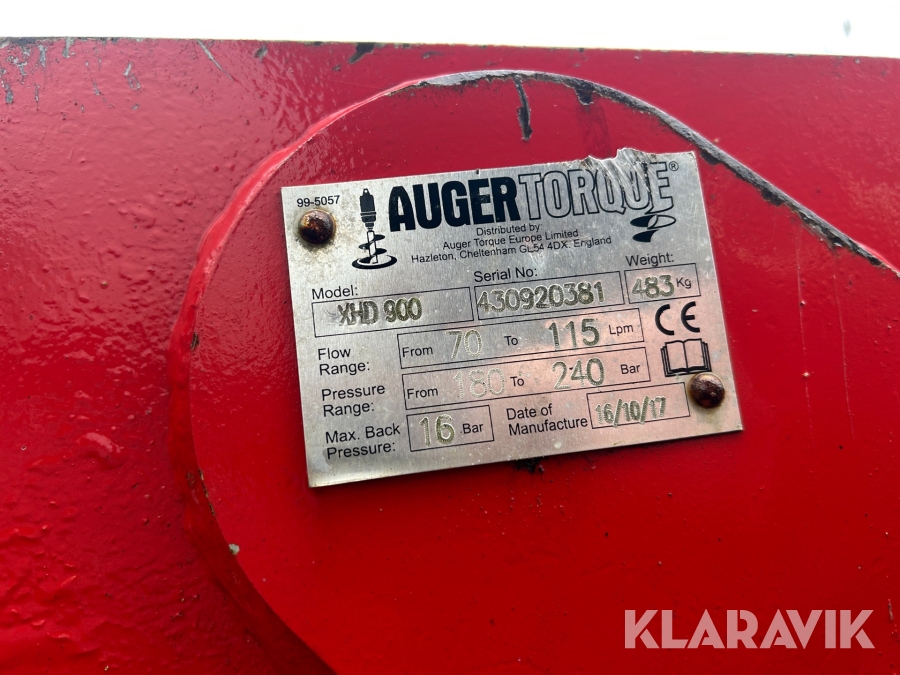 99-5057
AUGERTORQUE®
Distributed by:
Auger Torque Europe Limited
Hazleton, Cheltenham GL54 4DX. England
Model: XHD 900
Serial No: 430920381
Weight: 483 Kg
Flow Range: From 70 To 115 Lpm
CE
Pressure Range: From 180 To 240 Bar
Max. Back Pressure: 16 Bar
Date of Manufacture 16/10/17
KLARAVIK